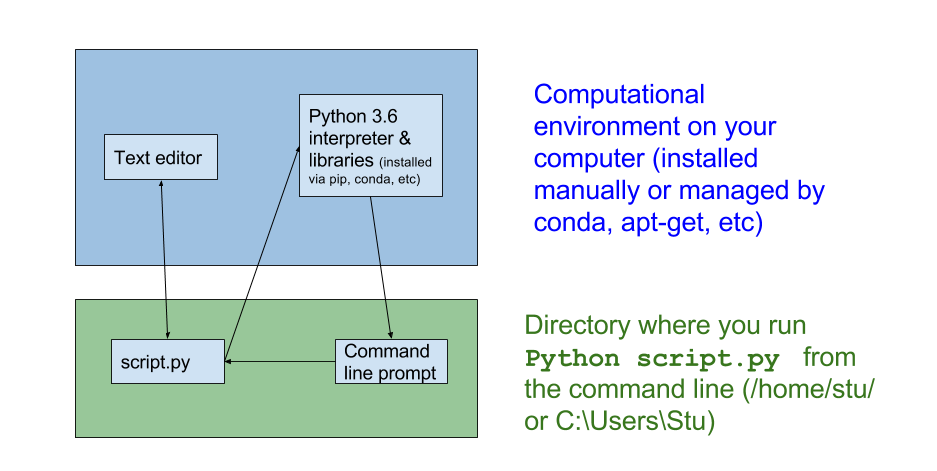 Text editor
Python 3.6
interpreter &
libraries (installed
via pip, conda, etc)
Computational
environment on your
computer (installed
manually or managed by
conda, apt-get, etc)
script.py
Command
line prompt
Directory where you run
Python script.py from
the command line (/home/stu/
or C:\Users\Stu)